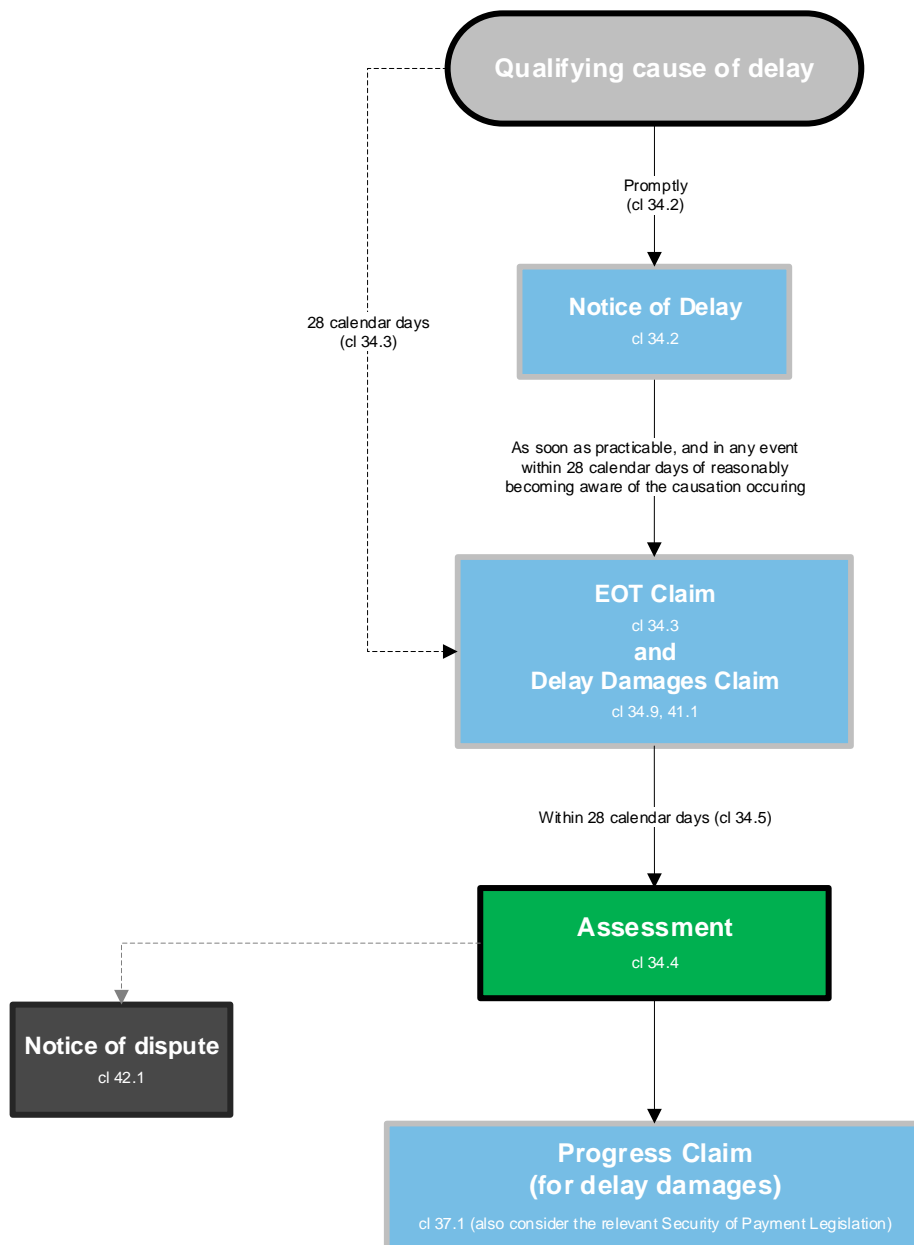 Qualifying cause of delay
Promptly
(cl 34.2)
Notice of Delay
cl 34.2
28 calendar days
(cl 34.3)
As soon as practicable, and in any event
within 28 calendar days of reasonably
becoming aware of the causation occuring
EOT Claim
cl 34.3
and
Delay Damages Claim
cl 34.9, 41.1
Within 28 calendar days (cl 34.5)
Assessment
cl 34.4
Notice of dispute
cl 42.1
Progress Claim
(for delay damages)
cl 37.1 (also consider the relevant Security of Payment Legislation)